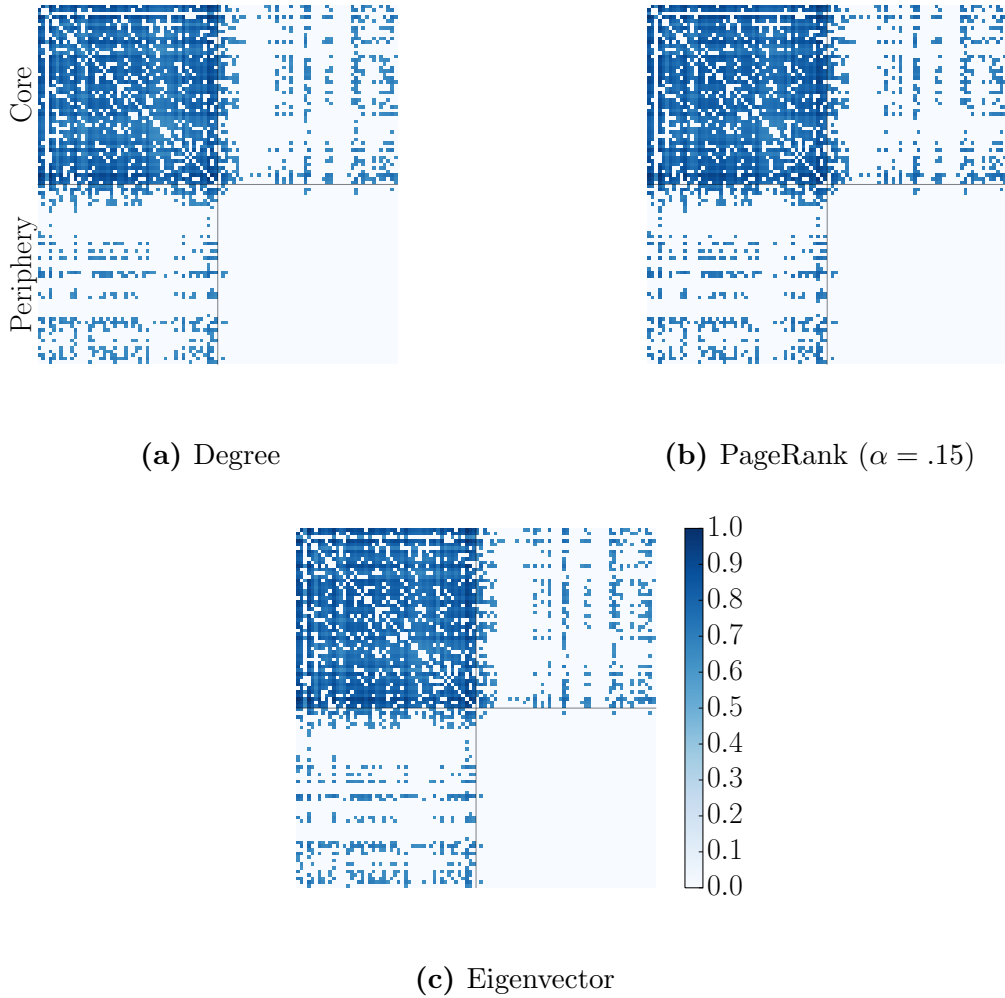 Core
Periphery
(a) Degree
(b) PageRank (α = .15)
1.0
0.9
0.8
0.7
0.6
0.5
0.4
0.3
0.2
0.1
0.0
(c) Eigenvector